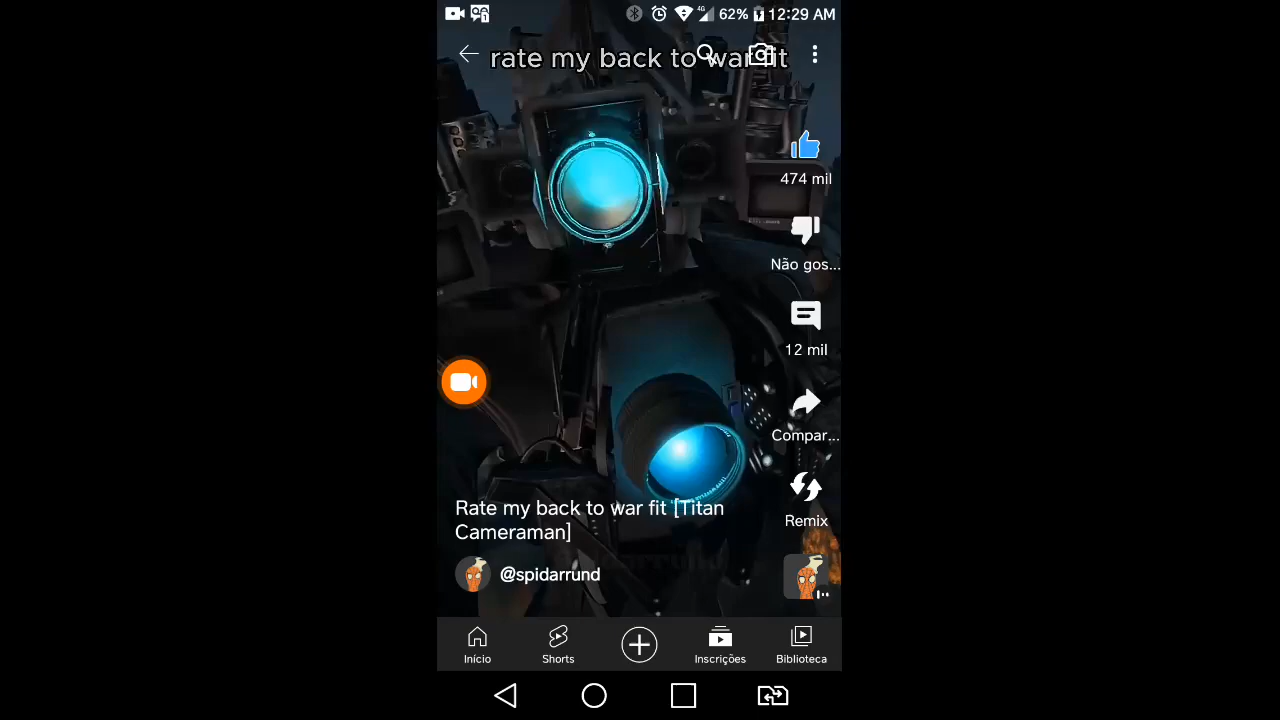 4G 62% 12:29 AM
rate my back to war fit
474 mil
Não gos...
12 mil
Compar...
Rate my back to war fit [Titan
Cameraman]
Remix
@spidarrund
Início
Shorts
Inscrições
Biblioteca